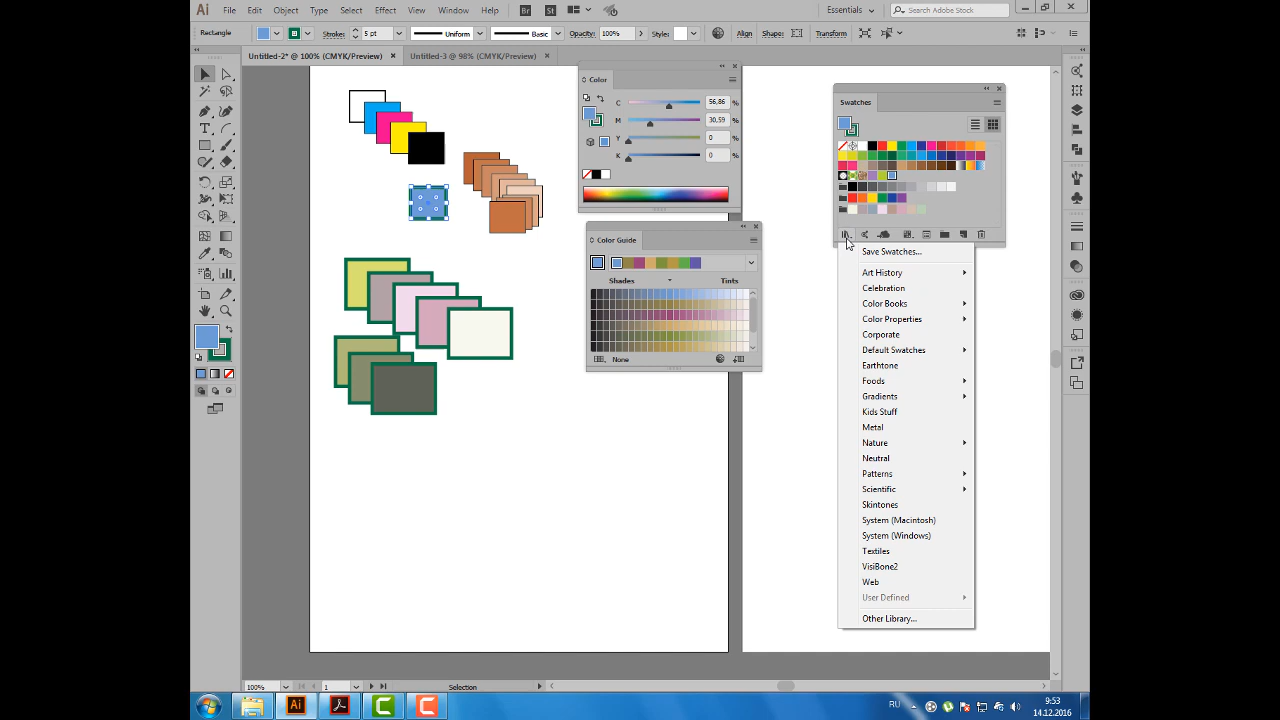 Ai File Edit Object Type Select Effect View Window Help Br St Essentials Search Adobe Stock
Rectangle Strokes 5 pt Uniform Basic Opacity: 100% Style: Align Shape: Transform
Untitled-2* @ 100% (CMYK/Preview) × Untitled-3 @ 98% (CMYK/Preview) ×
Color
C 56,86 %
M 30,59 %
Y 0 %
K 0 %
Color Guide
Shades Tints
None
Swatches
Save Swatches...
Art History
Celebration
Color Books
Color Properties
Corporate
Default Swatches
Earthtone
Foods
Gradients
Kids Stuff
Metal
Nature
Neutral
Patterns
Scientific
Skintones
System (Macintosh)
System (Windows)
Textiles
VisiBone2
Web
User Defined
Other Library...
100% 1 Selection
Ai C C RU 9:53
14.12.2016